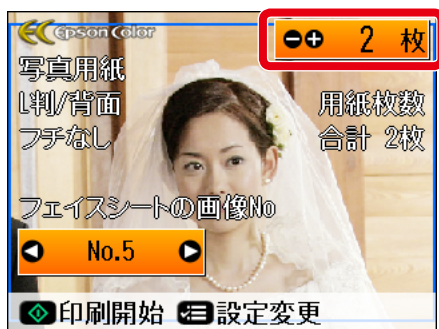 Epson Color
2 枚
写真用紙
L判/背面
用紙枚数
フチなし
合計 2枚
フェイスシートの画像No
No.5
印刷開始 設定変更